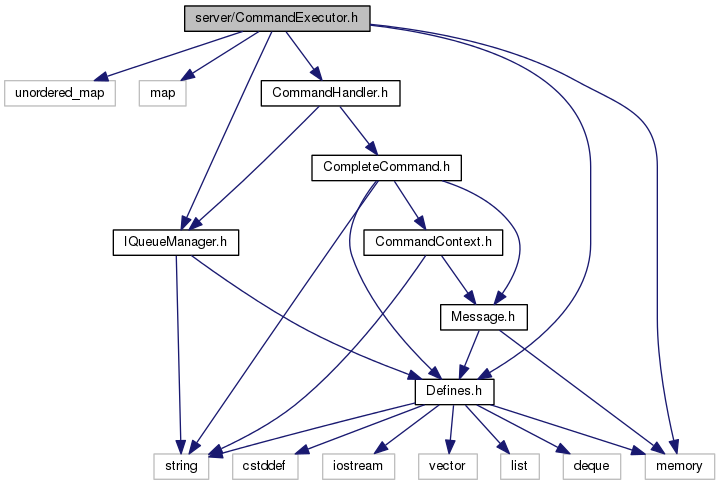 server/CommandExecutor.h
unordered_map
map
CommandHandler.h
CompleteCommand.h
IQueueManager.h
CommandContext.h
Message.h
Defines.h
string
cstddef
iostream
vector
list
deque
memory